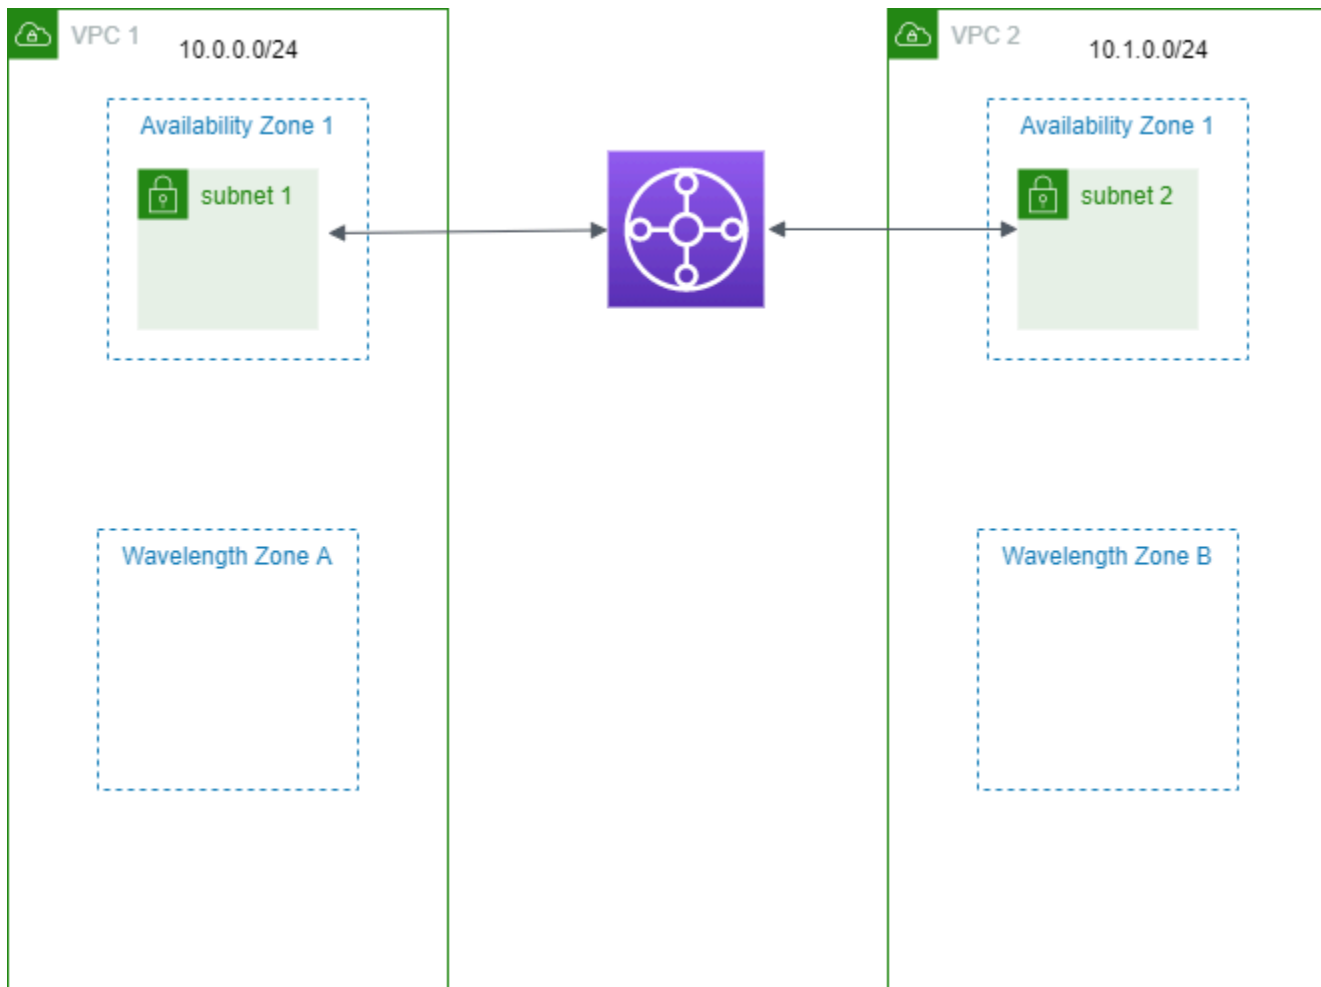 VPC 1
10.0.0.0/24
Availability Zone 1
subnet 1
Wavelength Zone A
VPC 2
10.1.0.0/24
Availability Zone 1
subnet 2
Wavelength Zone B